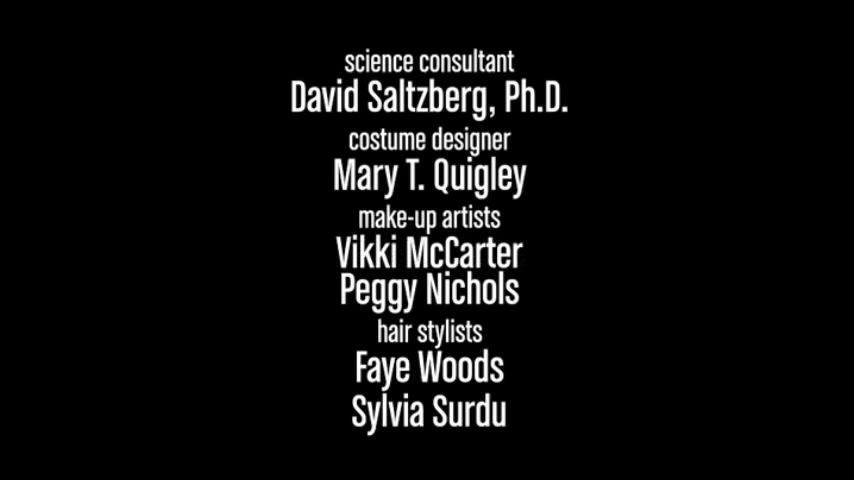 science consultant
David Saltzberg, Ph.D.
costume designer
Mary T. Quigley
make-up artists
Vikki McCarter
Peggy Nichols
hair stylists
Faye Woods
Sylvia Surdu